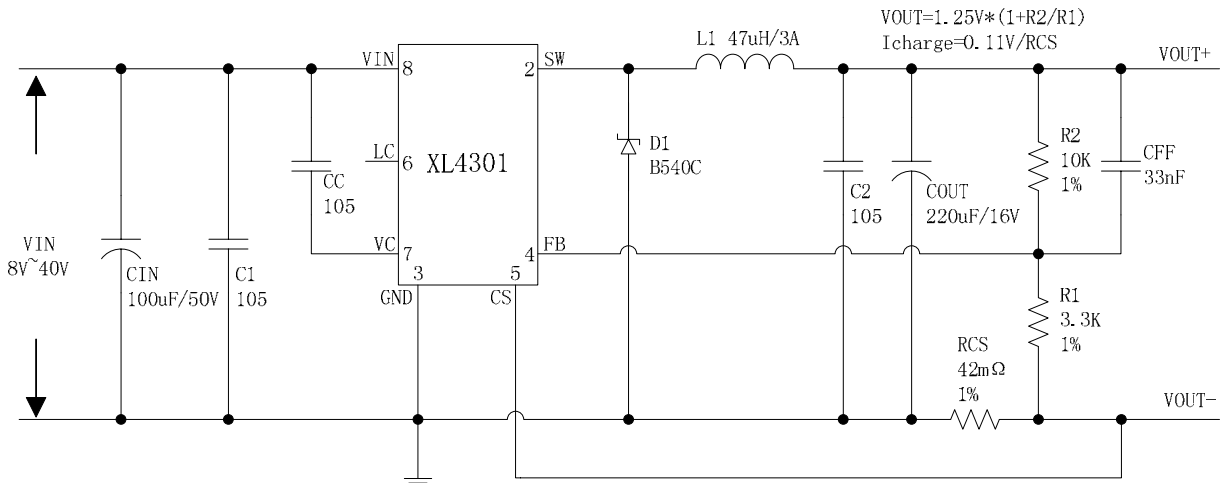 VOUT=1.25V*(1+R2/R1)
Icharge=0.11V/RCS
L1 47uH/3A
VOUT+
VIN
8
2
SW
LC
6
XL4301
CC
105
VC
7
4
FB
3
5
GND
CS
D1
B540C
C2
105
COUT
220uF/16V
R2
10K
1%
CFF
33nF
VIN
8V~40V
CIN
100uF/50V
C1
105
R1
3.3K
1%
RCS
42mΩ
1%
VOUT-